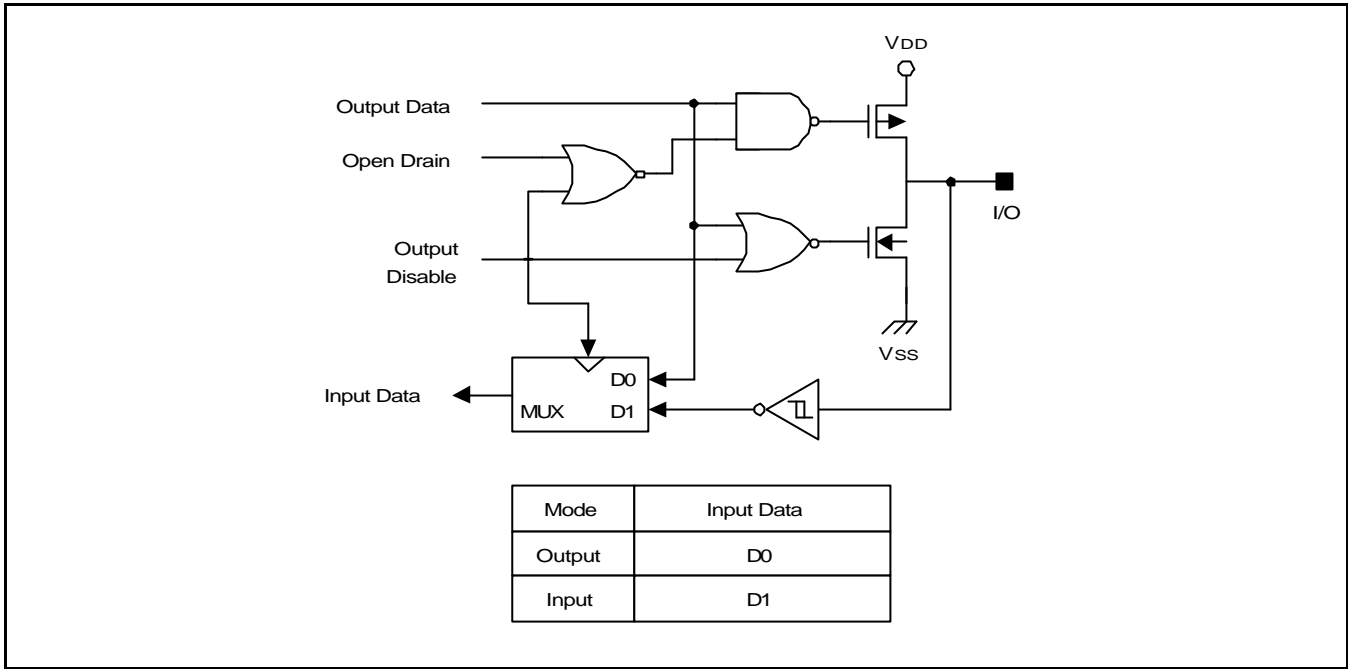 VDD
Output Data
Open Drain
I/O
Output
Disable
VSS
D0
Input Data
MUX D1
Mode Input Data
Output D0
Input D1